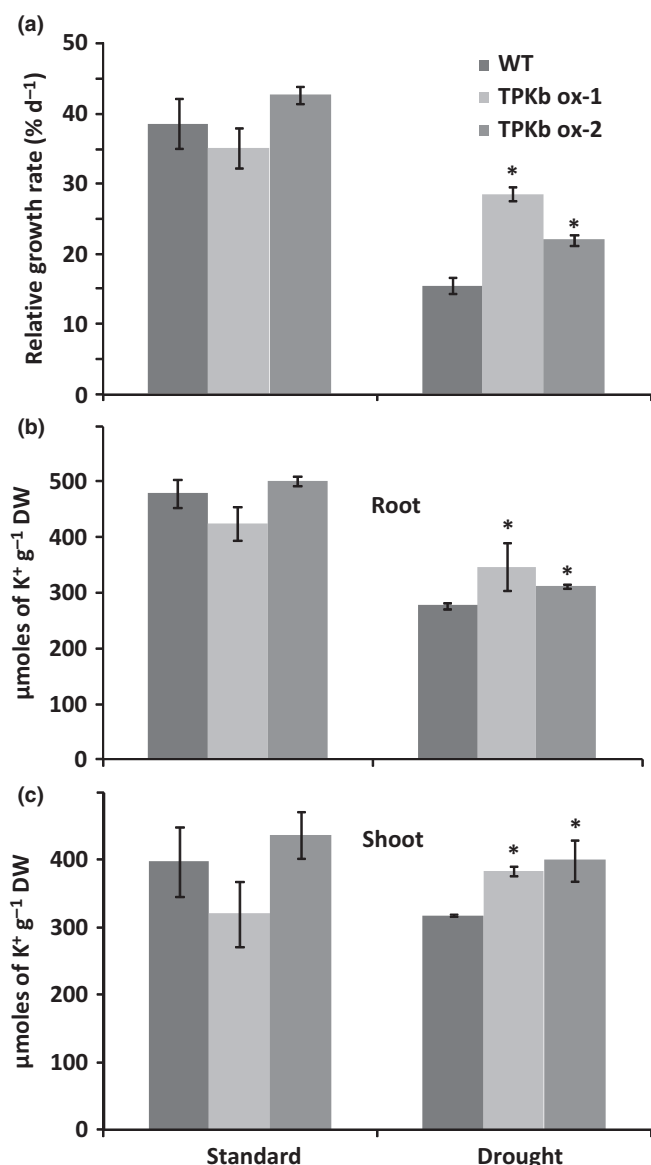 (a)
Relative growth rate (% d⁻¹)
50
40
30
20
10
0
WT
TPKb ox-1
TPKb ox-2
*
*
(b)
µmoles of K⁺ g⁻¹ DW
500
400
300
200
100
0
Root
*
*
(c)
µmoles of K⁺ g⁻¹ DW
400
300
200
100
0
Shoot
*
*
Standard
Drought